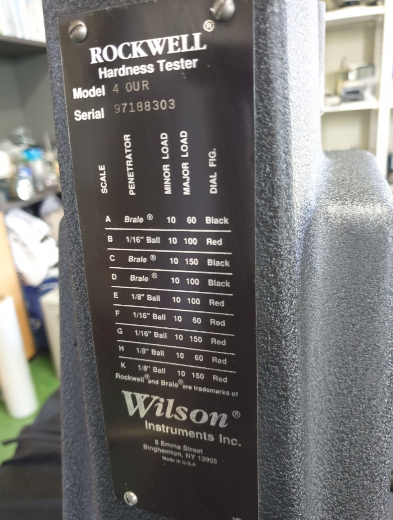 ROCKWELL®
Hardness Tester
Model 4 OUR
Serial 97188303
SCALE PENETRATOR MINOR LOAD MAJOR LOAD DIAL FIG.
A Brale® 10 60 Black
B 1/16" Ball 10 100 Red
C Brale® 10 150 Black
D Brale® 10 100 Black
E 1/8" Ball 10 100 Red
F 1/16" Ball 10 60 Red
G 1/16" Ball 10 150 Red
H 1/8" Ball 10 60 Red
K 1/8" Ball 10 150 Red
Rockwell® and Brale® are trademarks of
Wilson®
Instruments Inc.
6 Emma Street
Binghamton, NY 13905
Made in U.S.A